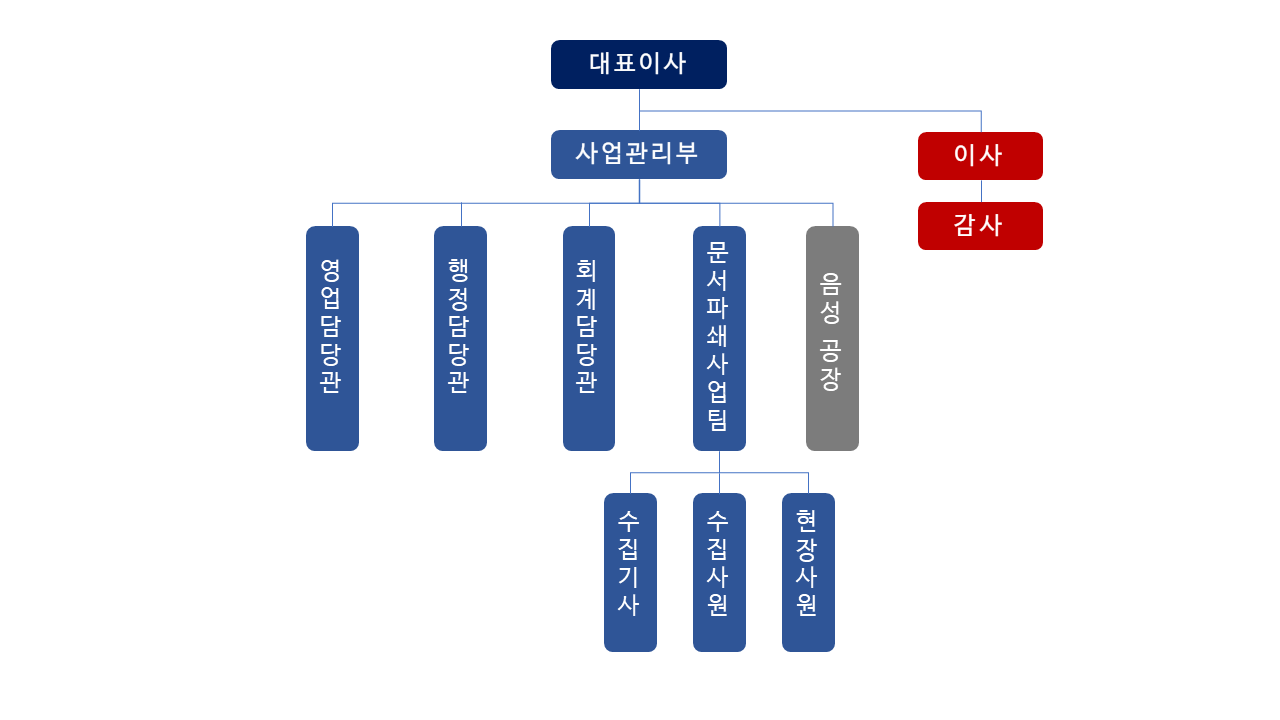 대표이사
사업관리부
이사
감사
영업담당관
행정담당관
회계담당관
문서파쇄사업팀
음성 공장
수집기사
수집사원
현장사원